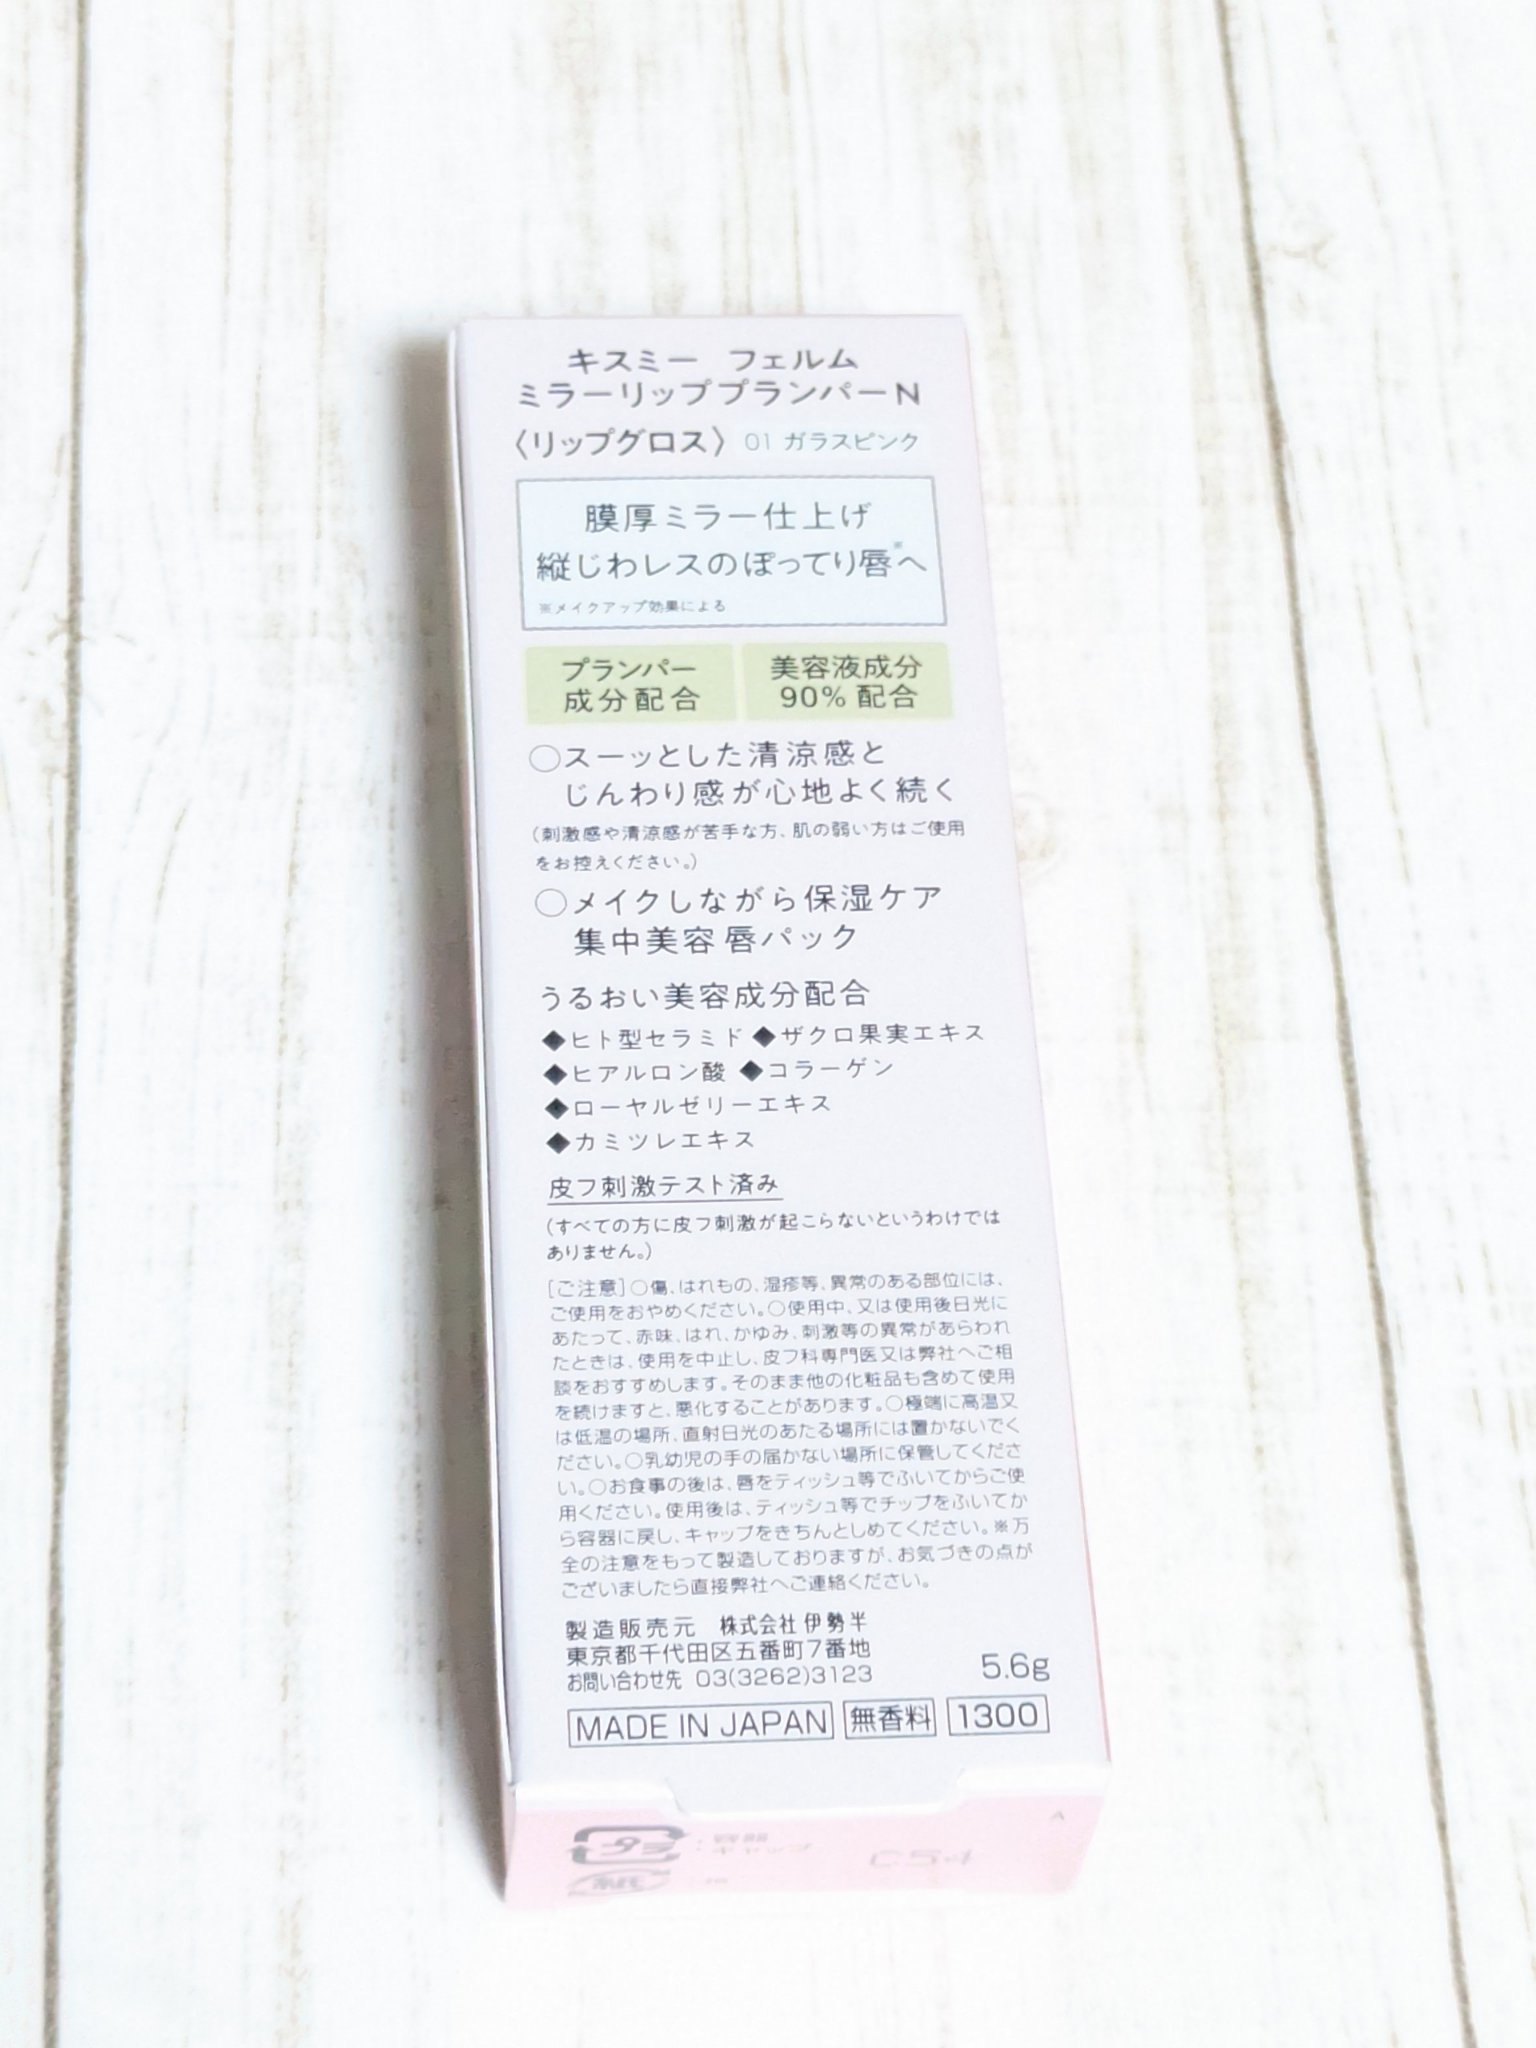 キスミー フェルム
ミラーリッププランパーN
〈リップグロス〉 01 ガラスピンク
膜厚ミラー仕上げ
縦じわレスのぽってり唇※へ
※メイクアップ効果による
プランパー
成分配合
美容液成分
90%配合
○スーッとした清涼感と
じんわり感が心地よく続く
(刺激感や清涼感が苦手な方、肌の弱い方はご使用
をお控えください。)
○メイクしながら保湿ケア
集中美容唇パック
うるおい美容成分配合
◆ヒト型セラミド ◆ザクロ果実エキス
◆ヒアルロン酸 ◆コラーゲン
◆ローヤルゼリーエキス
◆カミツレエキス
皮フ刺激テスト済み
(すべての方に皮フ刺激が起こらないというわけでは
ありません。)
[ご注意]○傷、はれもの、湿疹等、異常のある部位には、
ご使用をおやめください。○使用中、又は使用後日光に
あたって、赤味、はれ、かゆみ、刺激等の異常があらわれ
たときは、使用を中止し、皮フ科専門医又は弊社へご相
談をおすすめします。そのまま他の化粧品も含めて使用
を続けますと、悪化することがあります。○極端に高温又
は低温の場所、直射日光のあたる場所には置かないでく
ださい。○乳幼児の手の届かない場所に保管してくださ
い。○お食事の後は、唇をティッシュ等でふいてからご使
用ください。使用後は、ティッシュ等でチップをふいてか
ら容器に戻し、キャップをきちんとしめてください。※万
全の注意をもって製造しておりますが、お気づきの点が
ございましたら直接弊社へご連絡ください。
製造販売元 株式会社 伊勢半
東京都千代田区五番町7番地
お問い合わせ先 03(3262)3123
5.6g
MADE IN JAPAN 無香料 1300
プラ
紙
A